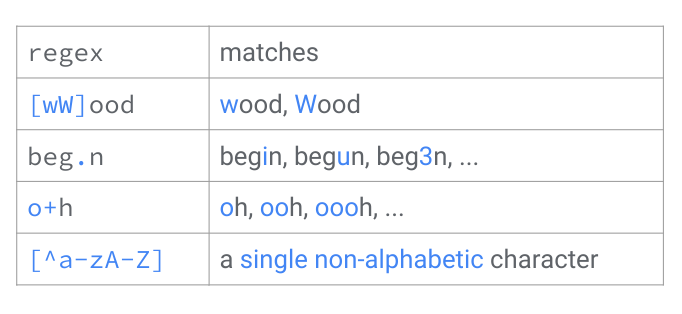 regex matches
[wW]ood wood, Wood
beg.n begin, begun, beg3n, ...
o+h oh, ooh, oooh, ...
[^a-zA-Z] a single non-alphabetic character